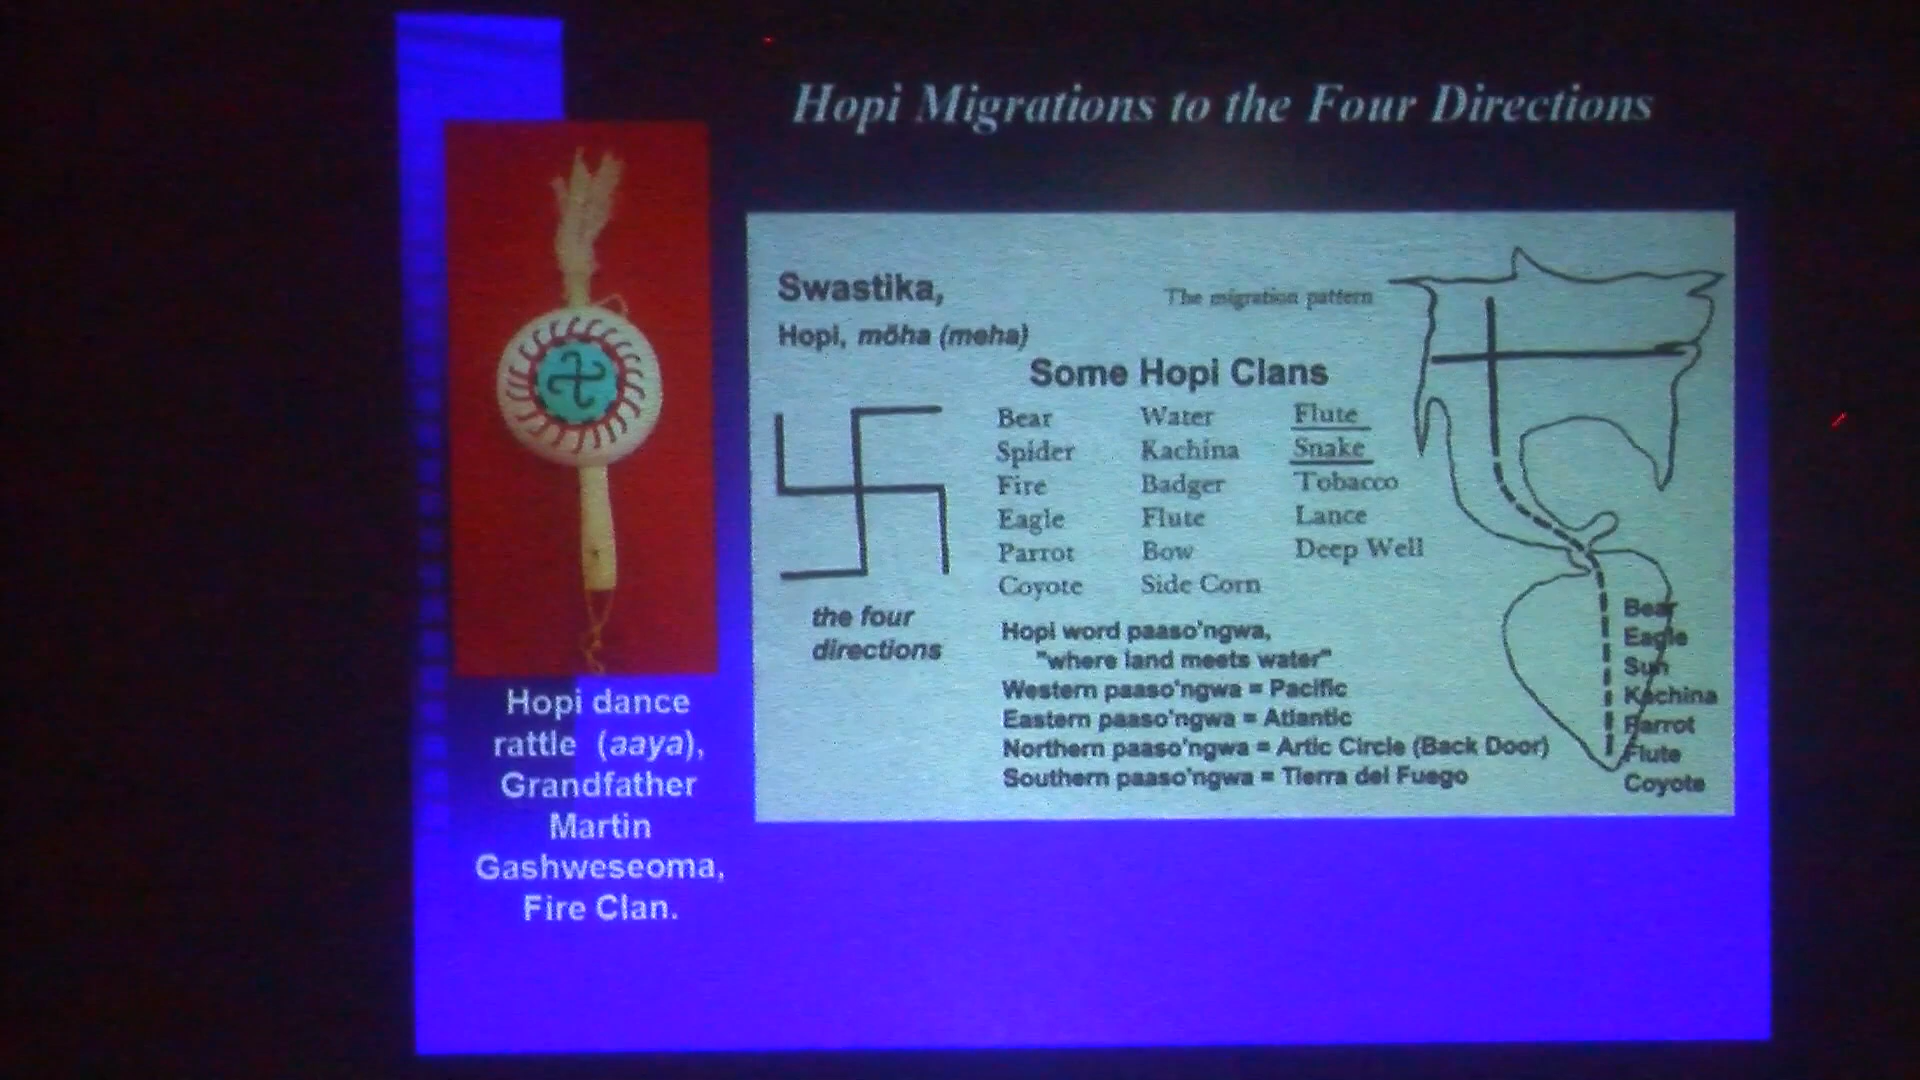 Hopi Migrations to the Four Directions
Swastika,
The migration pattern
Hopi, möha (meha)
Some Hopi Clans
Bear Water Flute
Spider Kachina Snake
Fire Badger Tobacco
Eagle Flute Lance
Parrot Bow Deep Well
Coyote Side Corn
the four
directions
Hopi word paaso'ngwa,
"where land meets water"
Western paaso'ngwa = Pacific
Eastern paaso'ngwa = Atlantic
Northern paaso'ngwa = Artic Circle (Back Door)
Southern paaso'ngwa = Tierra del Fuego
Bear
Eagle
Sun
Kachina
Parrot
Flute
Coyote
Hopi dance
rattle (aaya),
Grandfather
Martin
Gashweseoma,
Fire Clan.